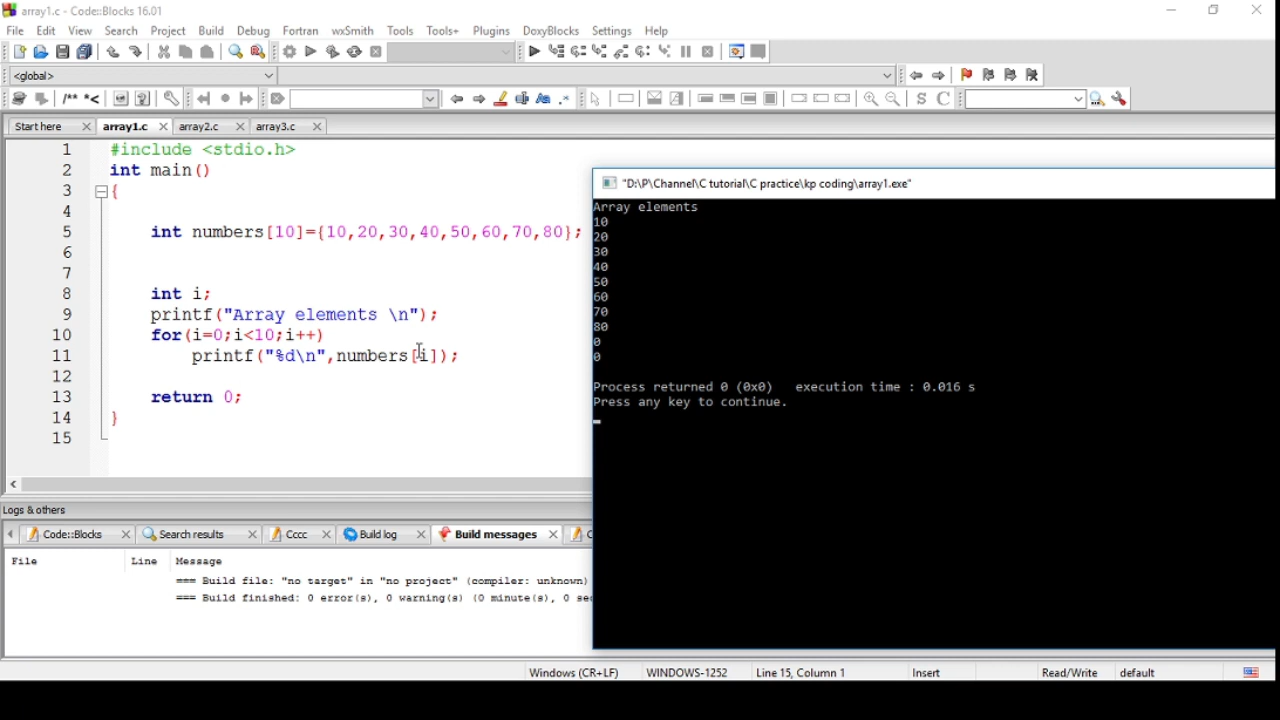 array1.c - Code::Blocks 16.01
File Edit View Search Project Build Debug Fortran wxSmith Tools Tools+ Plugins DoxyBlocks Settings Help
<global>
/** *<
S C
Start here array1.c array2.c array3.c
1 #include <stdio.h>
2 int main()
3 {
4
5 int numbers[10]={10,20,30,40,50,60,70,80};
6
7
8 int i;
9 printf("Array elements \n");
10 for(i=0;i<10;i++)
11 printf("%d\n",numbers[i]);
12
13 return 0;
14 }
15
"D:\P\Channel\C tutorial\C practice\kp coding\array1.exe"
Array elements
10
20
30
40
50
60
70
80
0
0
Process returned 0 (0x0) execution time : 0.016 s
Press any key to continue.
Logs & others
Code::Blocks Search results Cccc Build log Build messages
File Line Message
=== Build file: "no target" in "no project" (compiler: unknown)
=== Build finished: 0 error(s), 0 warning(s) (0 minute(s), 0 sec
Windows (CR+LF) WINDOWS-1252 Line 15, Column 1 Insert Read/Write default